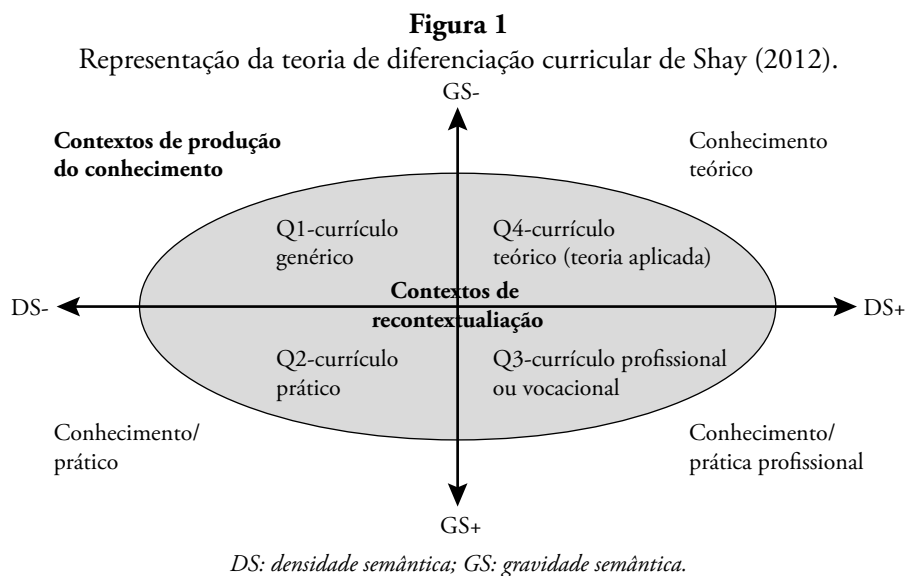 Figura 1
Representação da teoria de diferenciação curricular de Shay (2012).
GS-
Contextos de produção
do conhecimento
Conhecimento
teórico
Q1-currículo
genérico
Q4-currículo
teórico (teoria aplicada)
DS-
Contextos de
recontextualiação
DS+
Q2-currículo
prático
Q3-currículo profissional
ou vocacional
Conhecimento/
prático
Conhecimento/
prática profissional
GS+
DS: densidade semântica; GS: gravidade semântica.